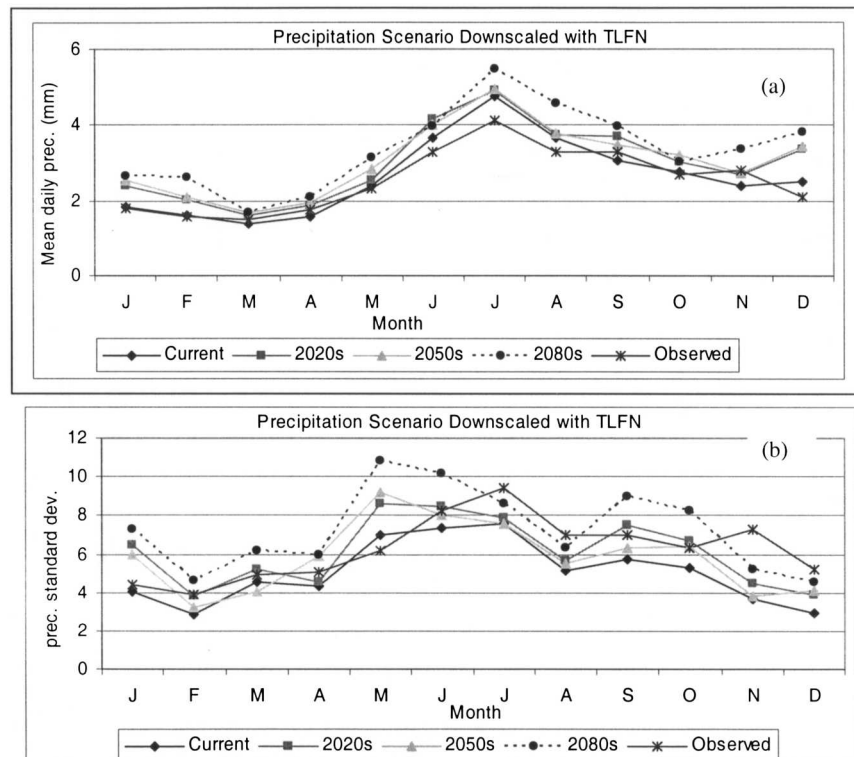 Precipitation Scenario Downscaled with TLFN
(a)
Mean daily prec. (mm)
6
4
2
0
J F M A M J J A S O N D
Month
Current 2020s 2050s 2080s Observed
Precipitation Scenario Downscaled with TLFN
(b)
prec. standard dev.
12
10
8
6
4
2
0
J F M A M J J A S O N D
Month
Current 2020s 2050s 2080s Observed